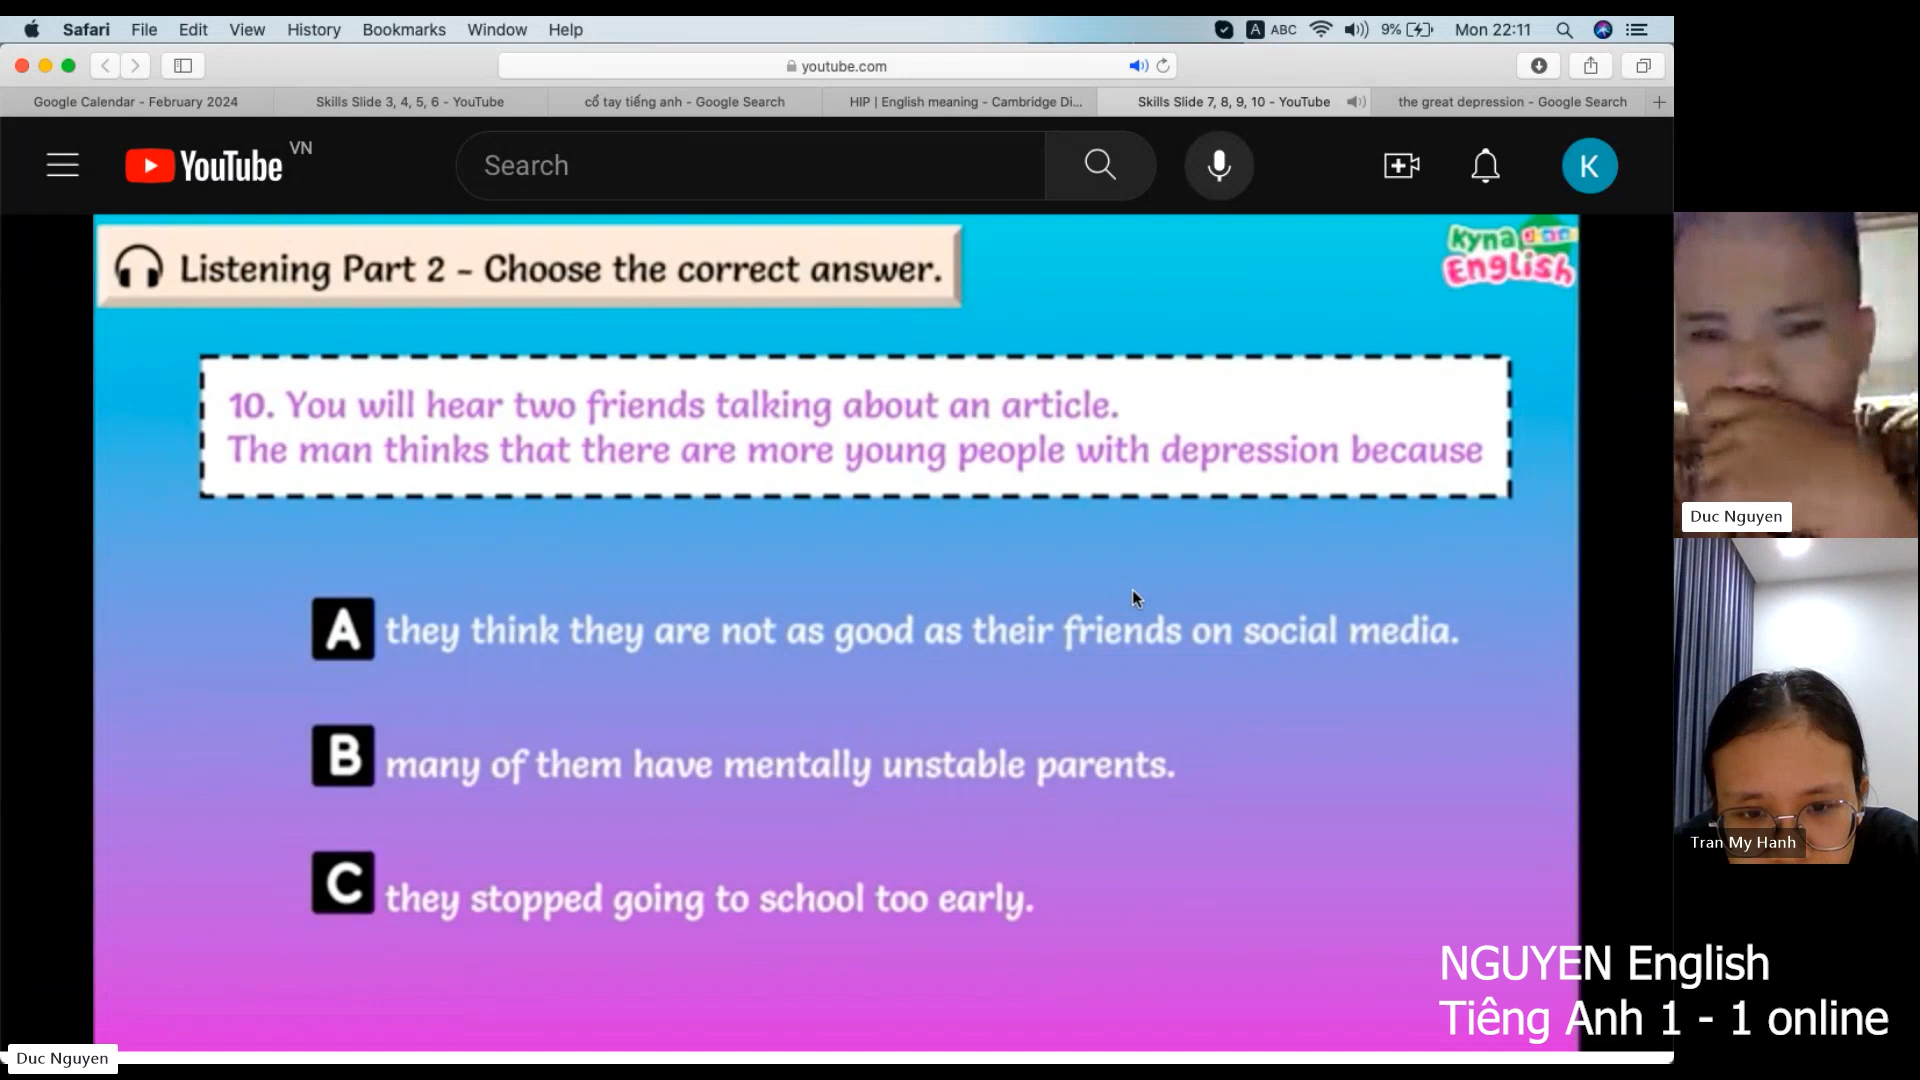 Safari File Edit View History Bookmarks Window Help
A ABC 9% Mon 22:11
youtube.com
Google Calendar - February 2024
Skills Slide 3, 4, 5, 6 - YouTube
cổ tay tiếng anh - Google Search
HIP | English meaning - Cambridge Di...
Skills Slide 7, 8, 9, 10 - YouTube
the great depression - Google Search
YouTube VN
Search
K
Listening Part 2 - Choose the correct answer.
Kyna
English
10. You will hear two friends talking about an article.
The man thinks that there are more young people with depression because
A they think they are not as good as their friends on social media.
B many of them have mentally unstable parents.
C they stopped going to school too early.
Duc Nguyen
Tran My Hanh
NGUYEN English
Tiêng Anh 1 - 1 online
Duc Nguyen